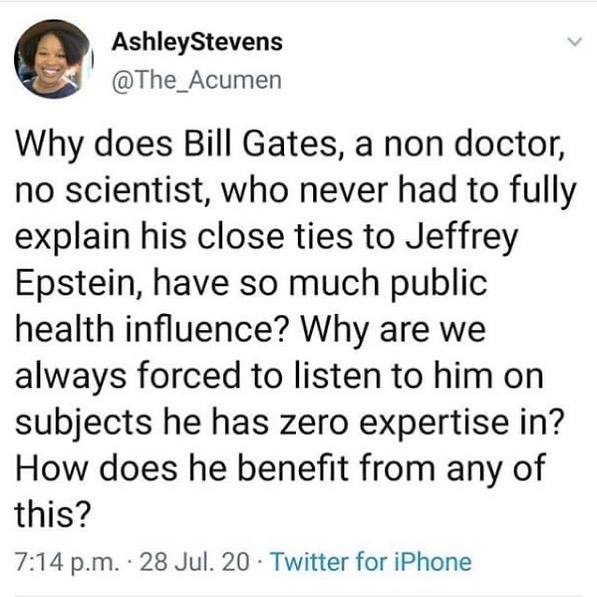 AshleyStevens
@The_Acumen
Why does Bill Gates, a non doctor,
no scientist, who never had to fully
explain his close ties to Jeffrey
Epstein, have so much public
health influence? Why are we
always forced to listen to him on
subjects he has zero expertise in?
How does he benefit from any of
this?
7:14 p.m. · 28 Jul. 20 · Twitter for iPhone